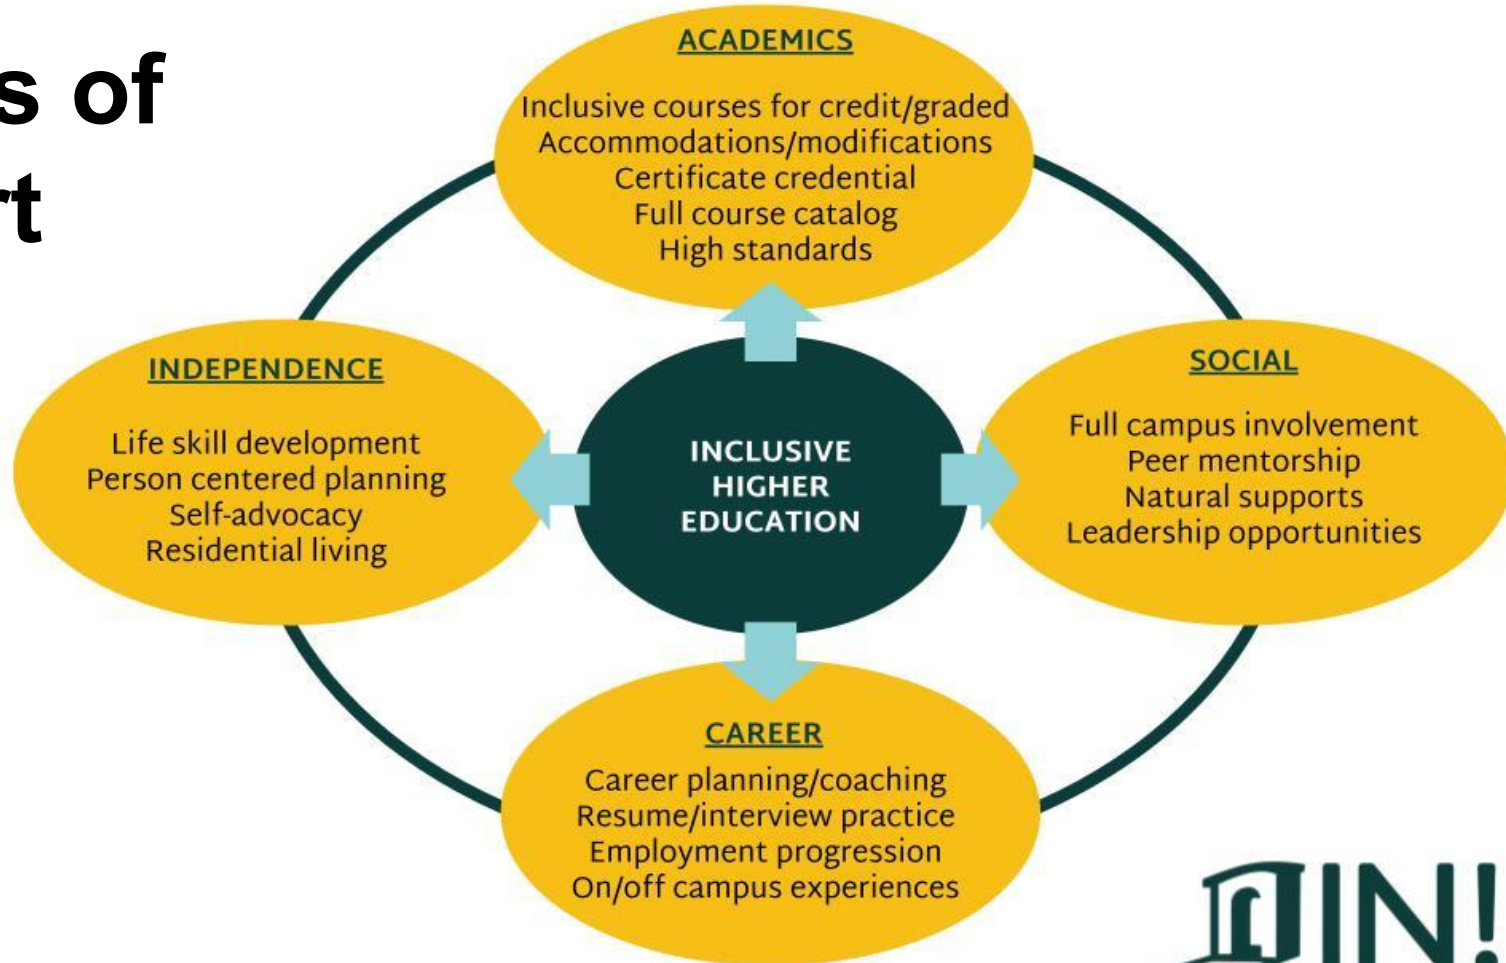 s of
rt
ACADEMICS
Inclusive courses for credit/graded
Accommodations/modifications
Certificate credential
Full course catalog
High standards
INDEPENDENCE
Life skill development
Person centered planning
Self-advocacy
Residential living
INCLUSIVE
HIGHER
EDUCATION
SOCIAL
Full campus involvement
Peer mentorship
Natural supports
Leadership opportunities
CAREER
Career planning/coaching
Resume/interview practice
Employment progression
On/off campus experiences
IN!